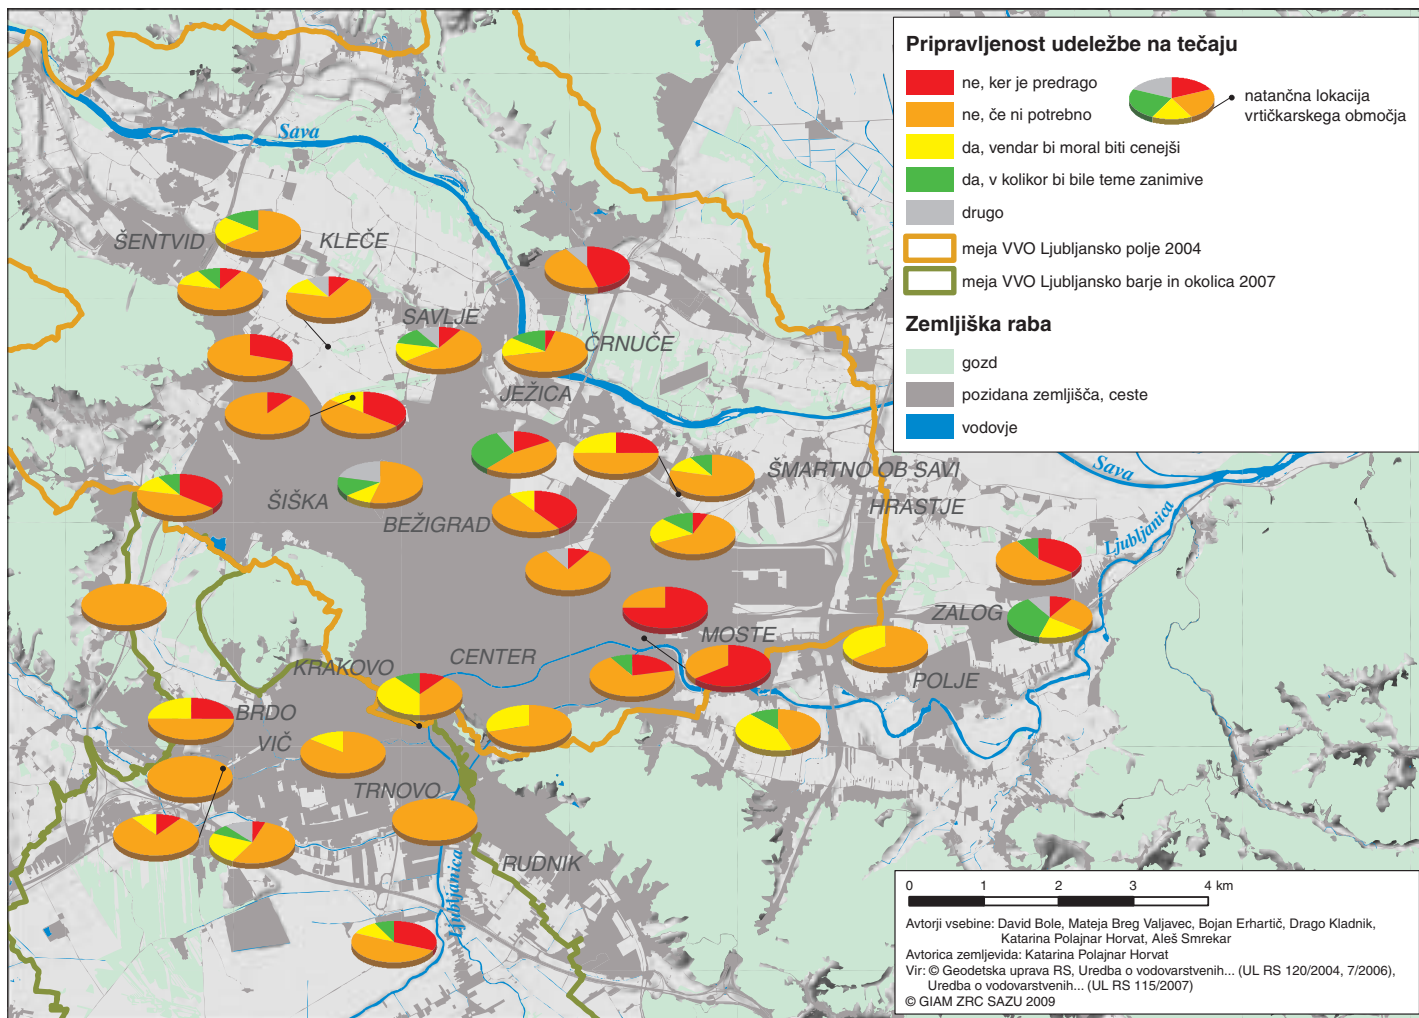 Pripravljenost udeležbe na tečaju
ne, ker je predrago
ne, če ni potrebno
da, vendar bi moral biti cenejši
da, v kolikor bi bile teme zanimive
drugo
meja VVO Ljubljansko polje 2004
meja VVO Ljubljansko barje in okolica 2007
natančna lokacija
vrtičkarskega območja
Zemljiška raba
gozd
pozidana zemljišča, ceste
vodovje
Sava
ŠENTVID
KLEČE
SAVLJE
ČRNUČE
JEŽICA
ŠMARTNO OB SAVI
Sava
ŠIŠKA
BEŽIGRAD
HRASTJE
Ljubljanica
ZALOG
MOSTE
CENTER
KRAKOVO
POLJE
BRDO
VIČ
TRNOVO
RUDNIK
Ljubljanica
0 1 2 3 4 km
Avtorji vsebine: David Bole, Mateja Breg Valjavec, Bojan Erhartič, Drago Kladnik,
Katarina Polajnar Horvat, Aleš Smrekar
Avtorica zemljevida: Katarina Polajnar Horvat
Vir: © Geodetska uprava RS, Uredba o vodovarstvenih... (UL RS 120/2004, 7/2006),
Uredba o vodovarstvenih... (UL RS 115/2007)
© GIAM ZRC SAZU 2009